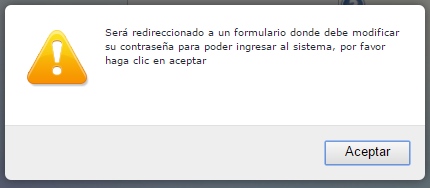 Será redireccionado a un formulario donde debe modificar
su contraseña para poder ingresar al sistema, por favor
haga clic en aceptar
Aceptar